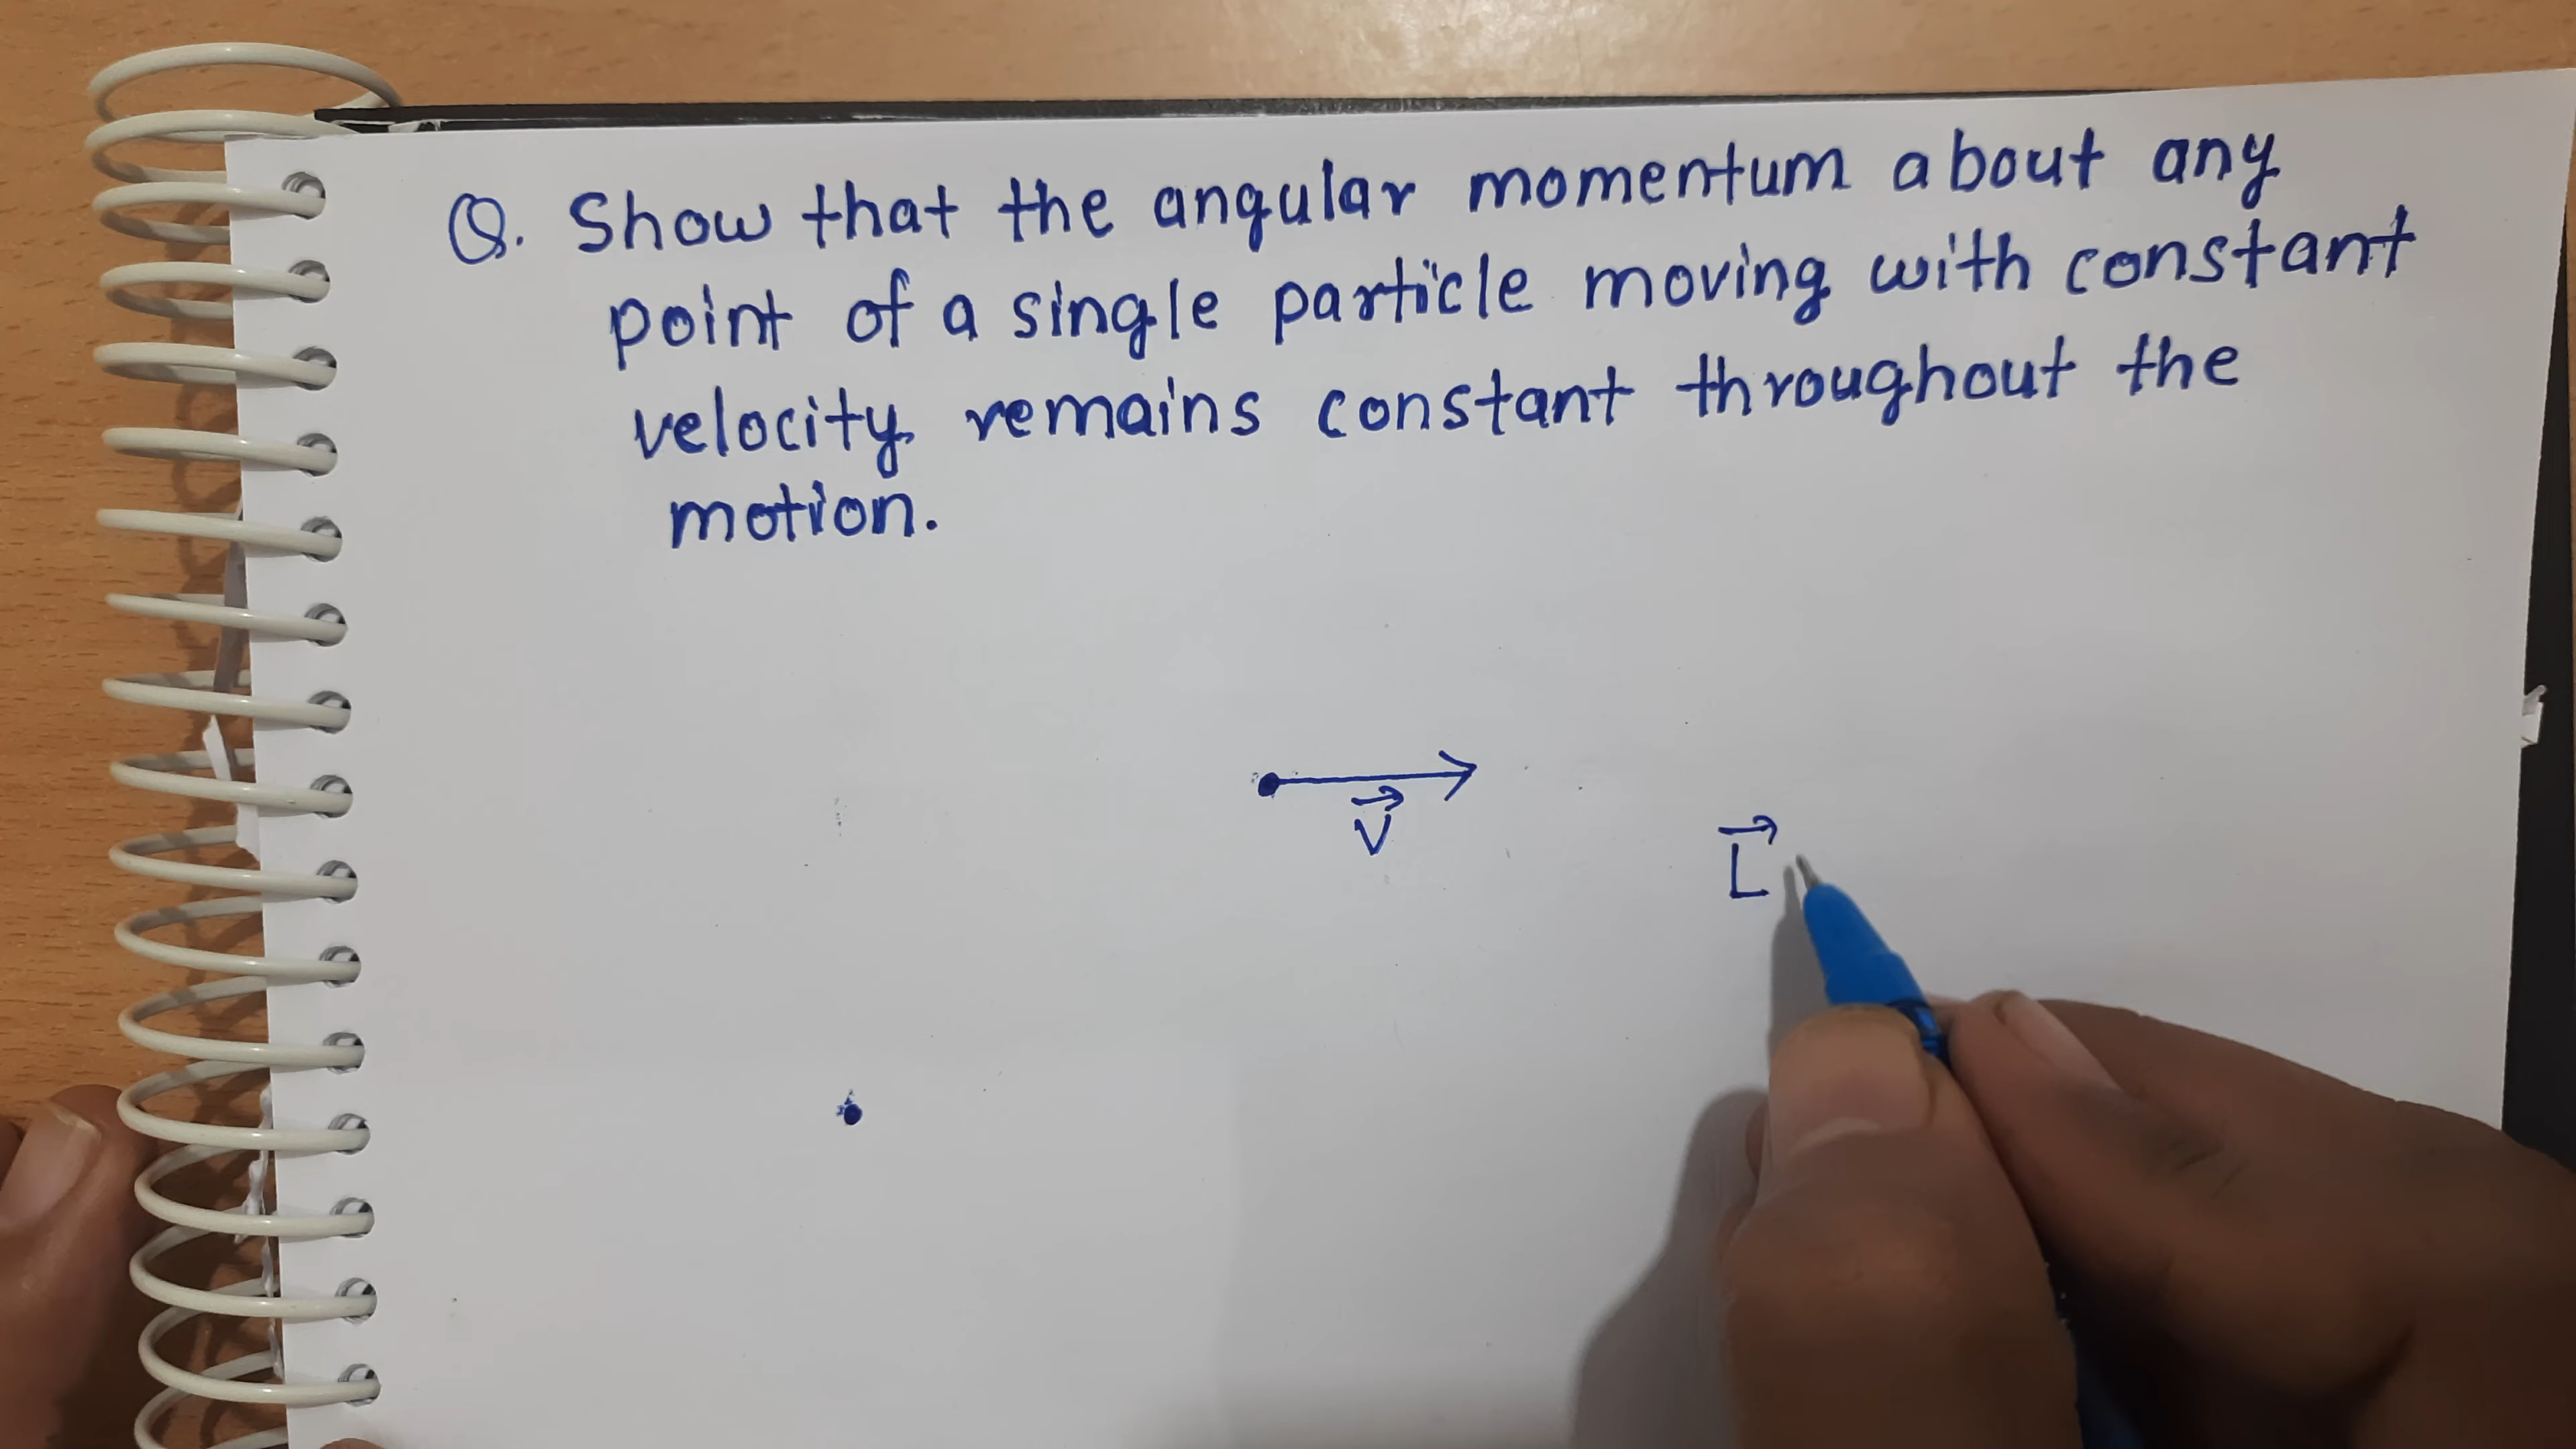 Q. Show that the angular momentum about any
point of a single particle moving with constant
velocity remains constant throughout the
motion.
v⃗
L⃗